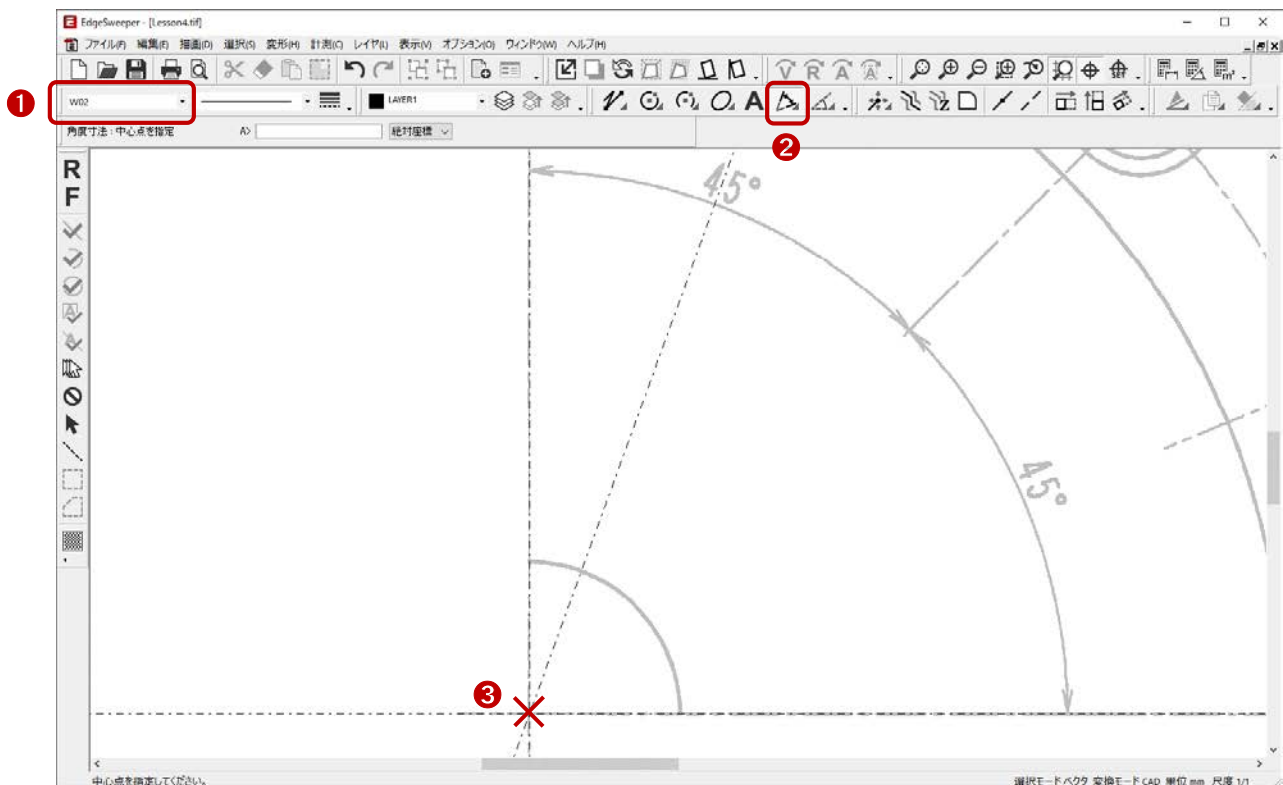 EdgeSweeper - [Lesson4.tif]
ファイル(F) 編集(E) 描画(D) 選択(S) 変形(H) 計測(C) レイヤ(L) 表示(V) オプション(O) ウィンドウ(W) ヘルプ(H)
❶ W02 LAYER1 A
❷
角度寸法 : 中心点を指定 A> 絶対座標
R
F
45°
45°
❸
中心点を指定してください。 選択モード ベクタ 変換モード CAD 単位 mm 尺度 1/1